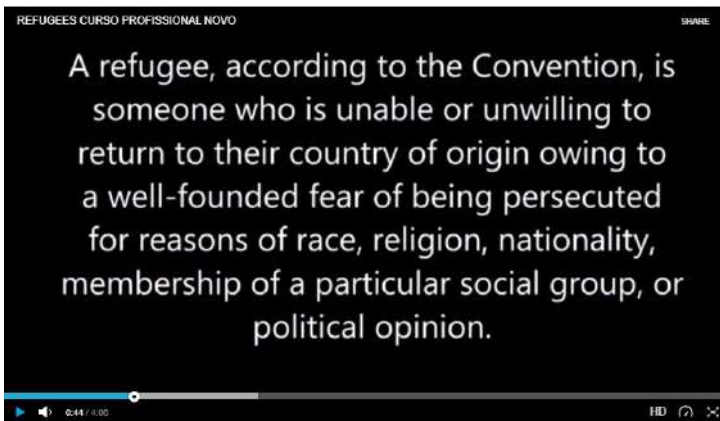 REFUGEES CURSO PROFISSIONAL NOVO
SHARE
A refugee, according to the Convention, is
someone who is unable or unwilling to
return to their country of origin owing to
a well-founded fear of being persecuted
for reasons of race, religion, nationality,
membership of a particular social group, or
political opinion.
0:44 / 4:00
HD